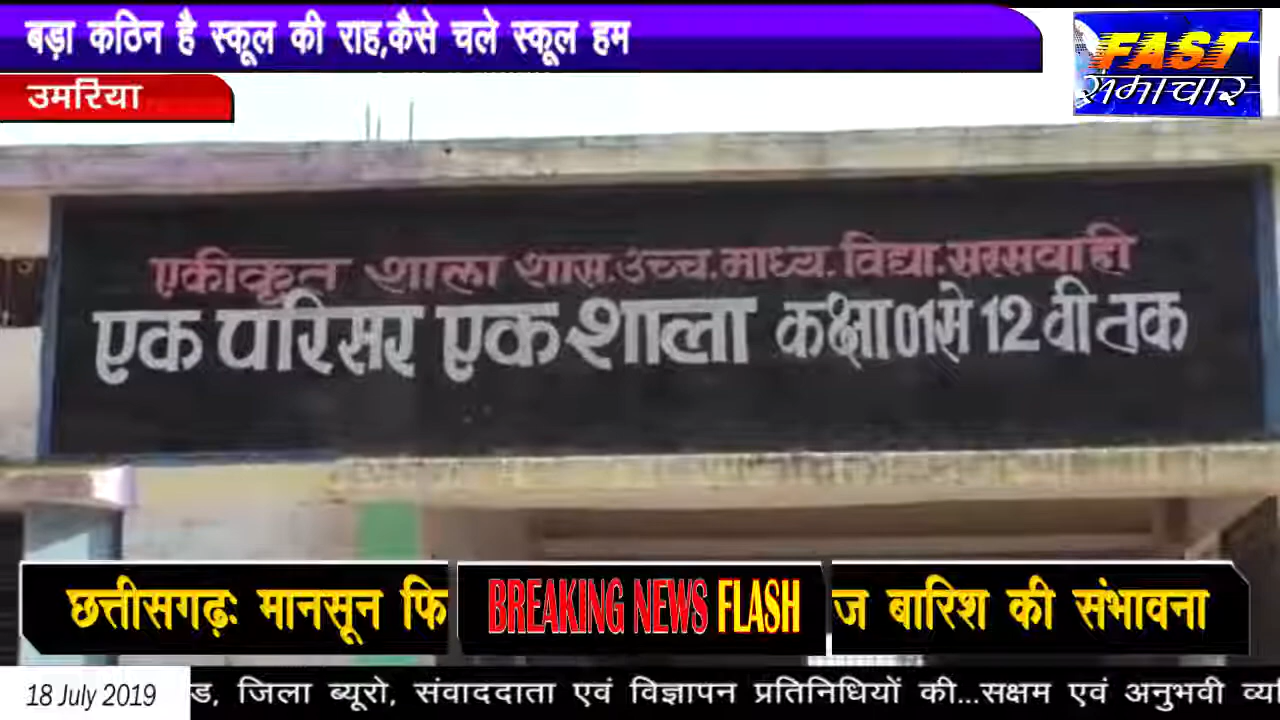 बड़ा कठिन है स्कूल की राह,कैसे चले स्कूल हम
FAST
समाचार
उमरिया
एकीकृत शाला शास.उच्च.माध्य.विद्या.सरसवाही
एक परिसर एक शाला कक्षा 01 से 12 वी तक
छत्तीसगढ़: मानसून फि
BREAKING NEWS FLASH
ज बारिश की संभावना
18 July 2019
ड, जिला ब्यूरो, संवाददाता एवं विज्ञापन प्रतिनिधियों की...सक्षम एवं अनुभवी व्य